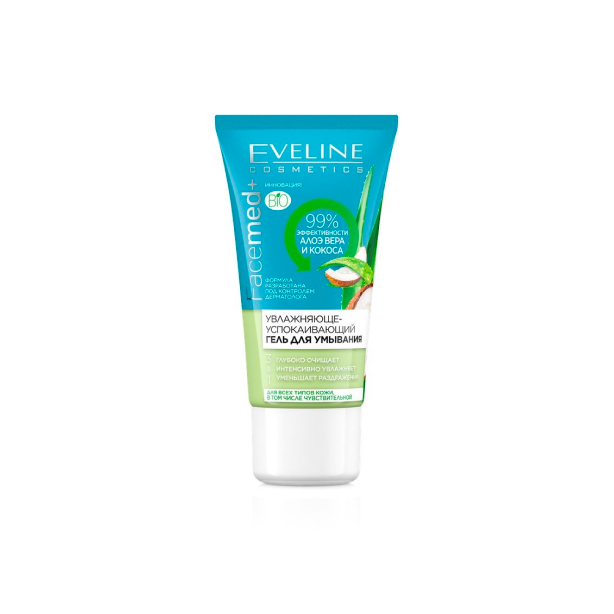 EVELINE
COSMETICS
Facemed+
ИННОВАЦИЯ
BIO
99%
ЭФФЕКТИВНОСТИ
АЛОЭ ВЕРА
И КОКОСА
ФОРМУЛА
РАЗРАБОТАНА
ПОД КОНТРОЛЕМ
ДЕРМАТОЛОГА
УВЛАЖНЯЮЩЕ-
УСПОКАИВАЮЩИЙ
ГЕЛЬ ДЛЯ УМЫВАНИЯ
ГЛУБОКО ОЧИЩАЕТ
ИНТЕНСИВНО УВЛАЖНЯЕТ
УМЕНЬШАЕТ РАЗДРАЖЕНИЯ
ДЛЯ ВСЕХ ТИПОВ КОЖИ,
В ТОМ ЧИСЛЕ ЧУВСТВИТЕЛЬНОЙ